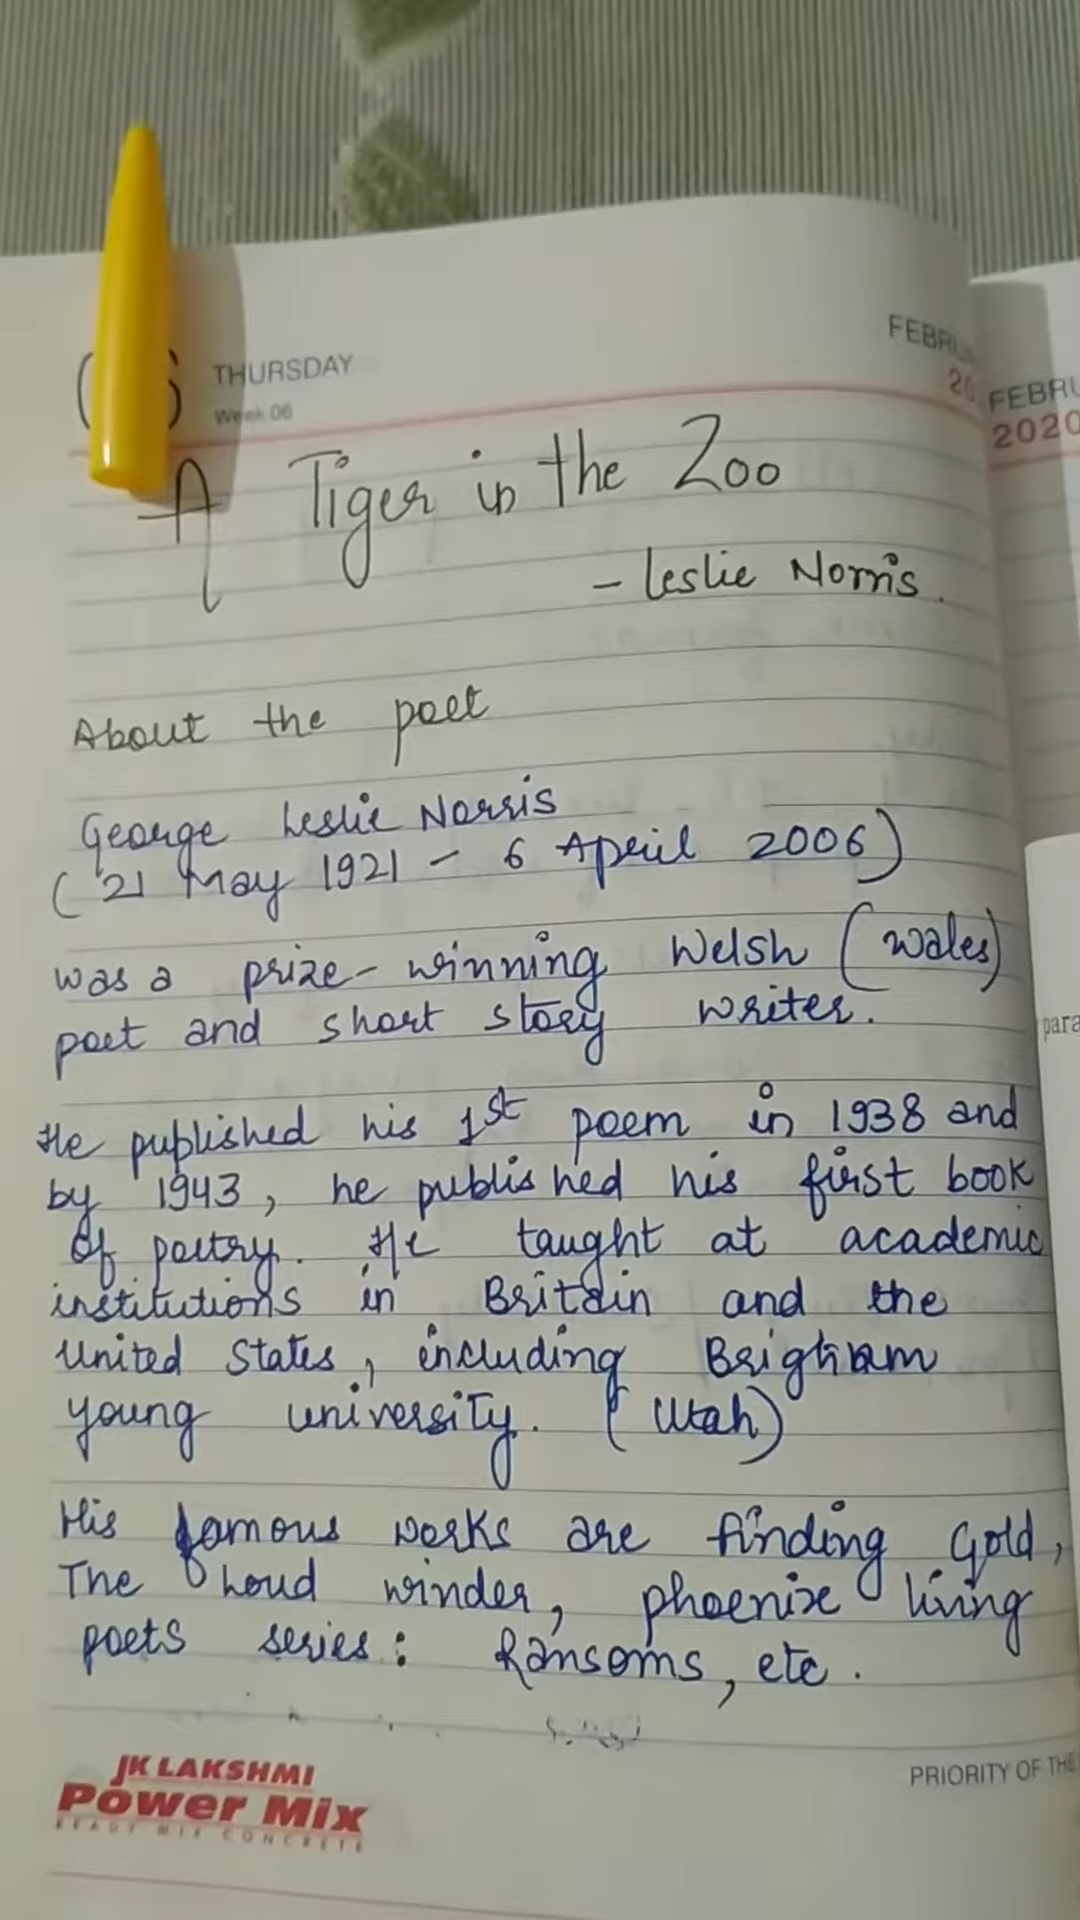 THURSDAY
Week 06
FEBRU
20
FEBRU
2020
A Tiger in the Zoo
- Leslie Norris.
About the poet
George Leslie Norris
(21 May 1921 - 6 April 2006)
was a prize-winning Welsh (Wales)
poet and short story writer.
He published his 1st poem in 1938 and
by 1943, he published his first book
of poetry. He taught at academic
institutions in Britain and the
United States, including Brigham
young university. (Utah)
His famous works are finding Gold,
The houd winder, phoenix living
poets series: Ransoms, etc.
para
JK LAKSHMI
Power Mix
READY MIX CONCRETE
PRIORITY OF THE